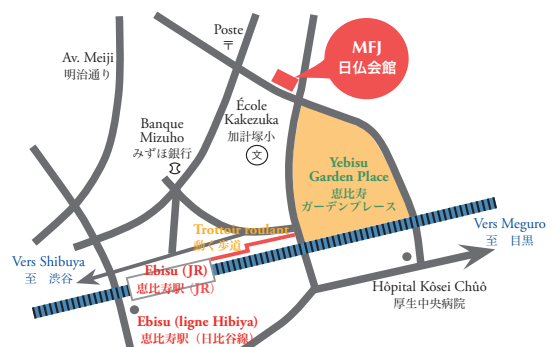 Poste
〒
MFJ
日仏会館
Av. Meiji
明治通り
École
Kakezuka
加計塚小
文
Banque
Mizuho
みずほ銀行
Yebisu
Garden Place
恵比寿
ガーデンプレース
Trottoir roulant
動く歩道
Vers Meguro
至　目黒
Vers Shibuya
至　渋谷
Ebisu (JR)
恵比寿駅（JR）
Hôpital Kôsei Chûô
厚生中央病院
Ebisu (ligne Hibiya)
恵比寿駅（日比谷線）